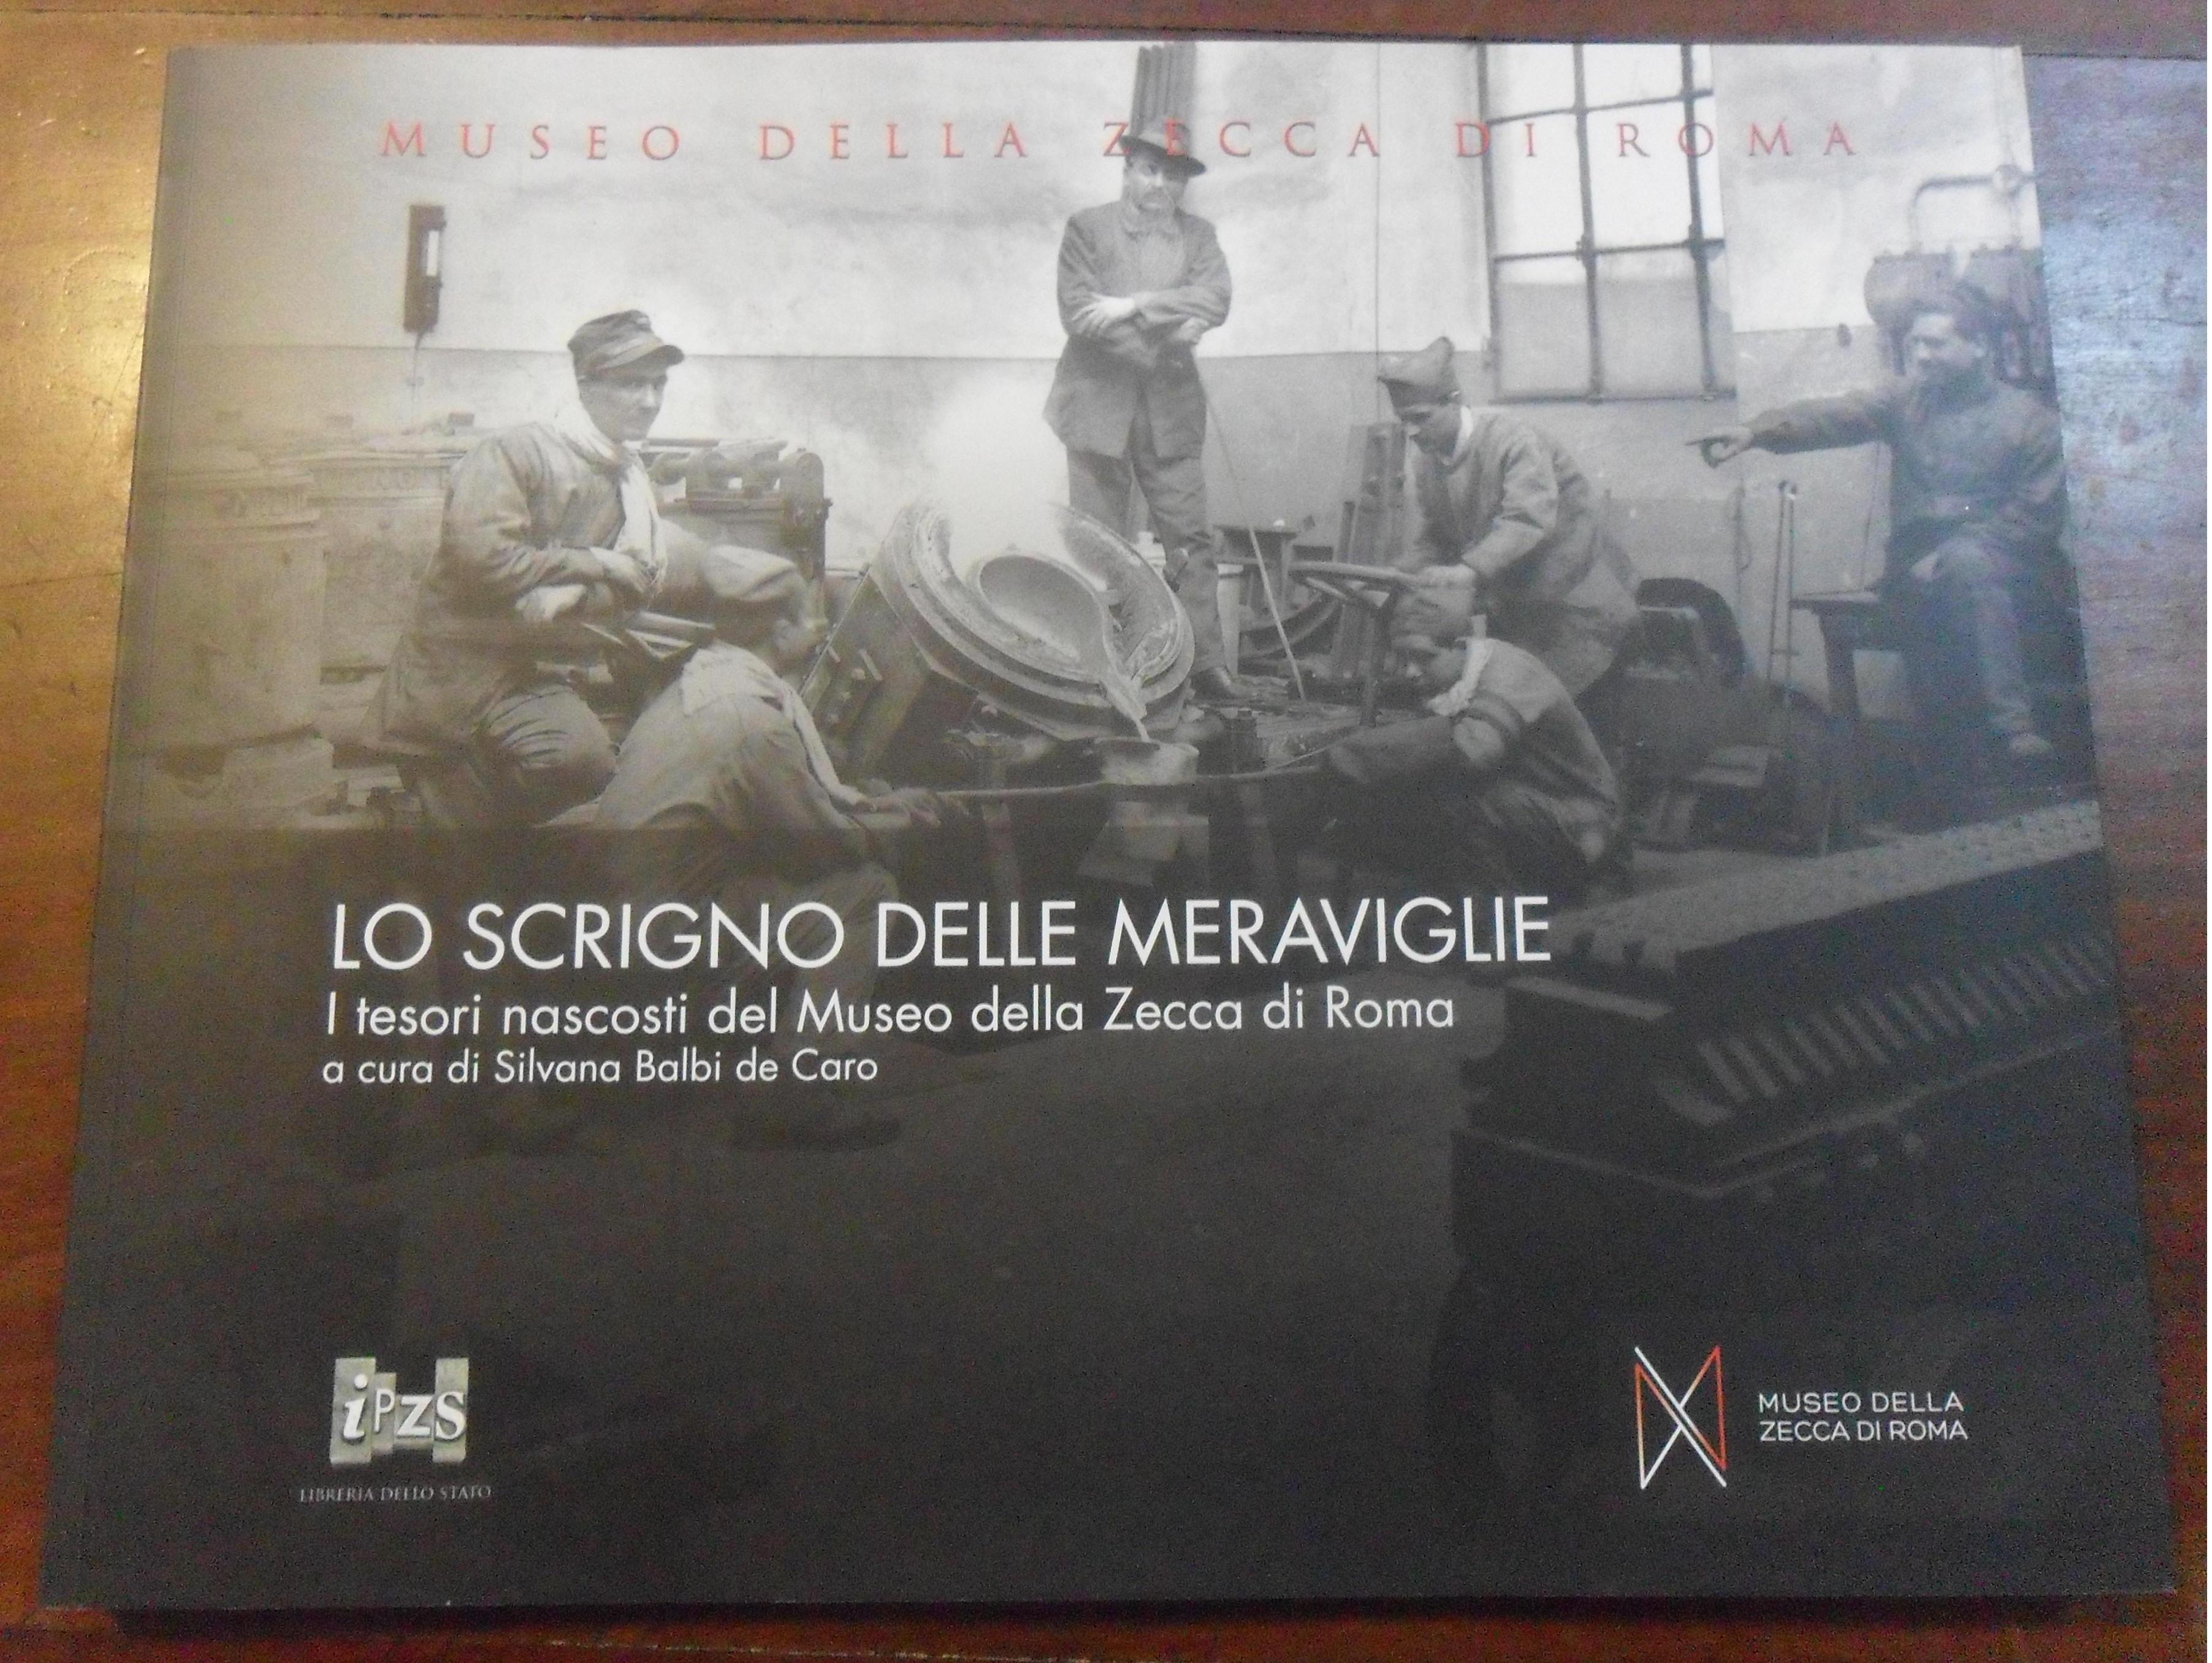 MUSEO DELLA ZECCA DI ROMA
LO SCRIGNO DELLE MERAVIGLIE
I tesori nascosti del Museo della Zecca di Roma
a cura di Silvana Balbi de Caro
iPZS
LIBRERIA DELLO STATO
MUSEO DELLA
ZECCA DI ROMA